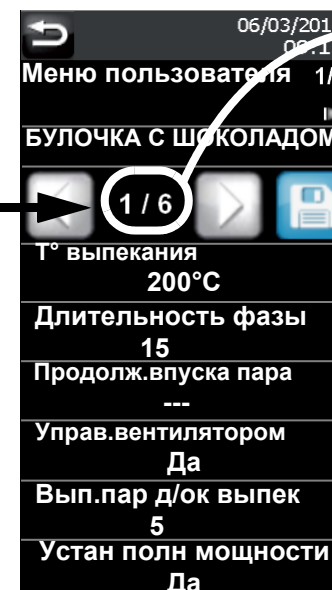 06/03/201
Меню пользователя 1/
БУЛОЧКА С ШОКОЛАДОМ
1 / 6
T° выпекания
200°C
Длительность фазы
15
Продолж.впуска пара
---
Управ.вентилятором
Да
Вып.пар д/ок выпек
5
Устан полн мощности
Да